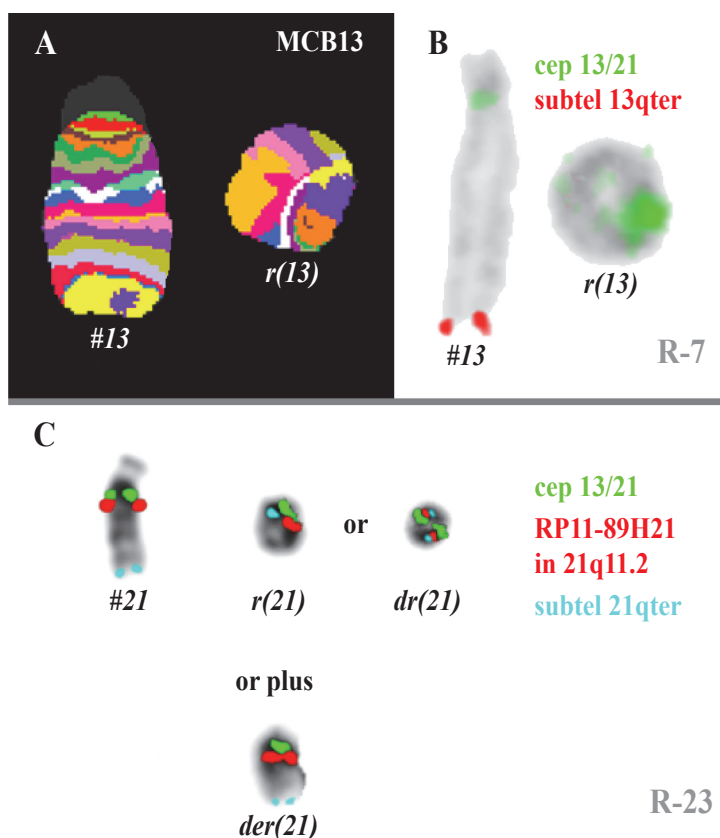 A
MCB13
#13
r(13)
B
cep 13/21
subtel 13qter
#13
r(13)
R-7
C
#21
r(21)
or
dr(21)
cep 13/21
RP11-89H21
in 21q11.2
subtel 21qter
or plus
der(21)
R-23